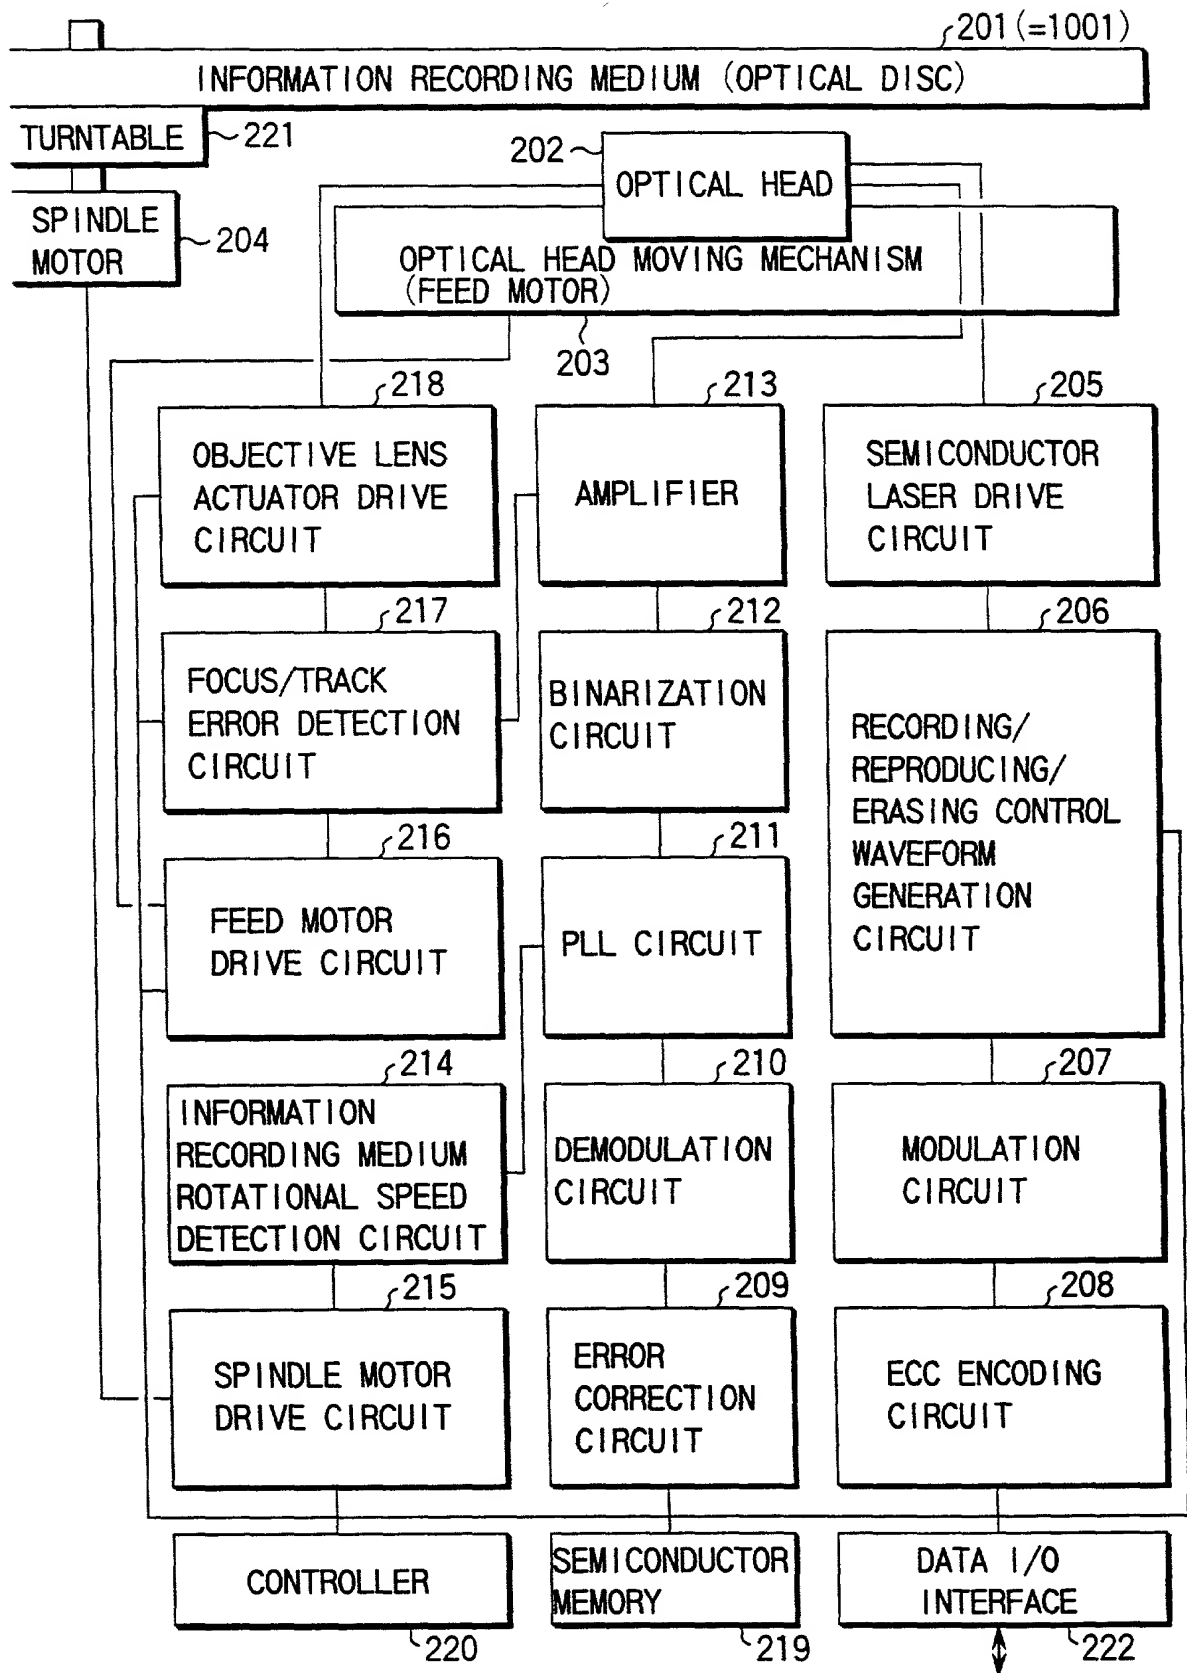 201(=1001)
INFORMATION RECORDING MEDIUM (OPTICAL DISC)
TURNTABLE
221
202
OPTICAL HEAD
SPINDLE
MOTOR
204
OPTICAL HEAD MOVING MECHANISM
(FEED MOTOR)
203
218
213
205
OBJECTIVE LENS
ACTUATOR DRIVE
CIRCUIT
AMPLIFIER
SEMICONDUCTOR
LASER DRIVE
CIRCUIT
217
212
206
FOCUS/TRACK
ERROR DETECTION
CIRCUIT
BINARIZATION
CIRCUIT
RECORDING/
REPRODUCING/
ERASING CONTROL
WAVEFORM
GENERATION
CIRCUIT
216
211
FEED MOTOR
DRIVE CIRCUIT
PLL CIRCUIT
214
210
207
INFORMATION
RECORDING MEDIUM
ROTATIONAL SPEED
DETECTION CIRCUIT
DEMODULATION
CIRCUIT
MODULATION
CIRCUIT
215
209
208
SPINDLE MOTOR
DRIVE CIRCUIT
ERROR
CORRECTION
CIRCUIT
ECC ENCODING
CIRCUIT
CONTROLLER
SEMICONDUCTOR
MEMORY
DATA I/O
INTERFACE
220
219
222